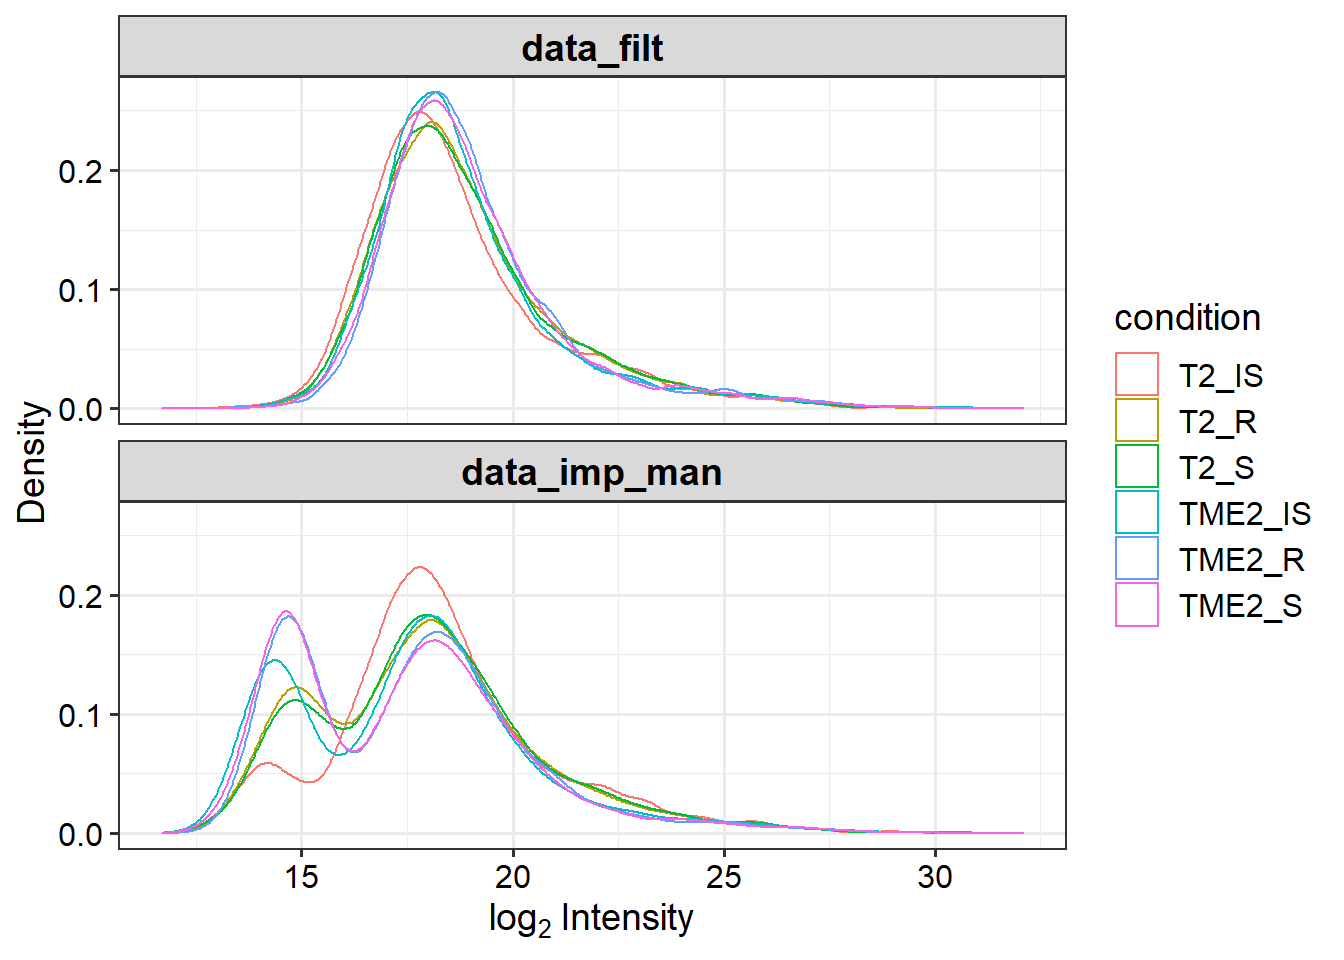 data_filt
0.2
0.1
0.0
data_imp_man
0.2
0.1
0.0
15 20 25 30
log2 Intensity
Density
condition
T2_IS
T2_R
T2_S
TME2_IS
TME2_R
TME2_S